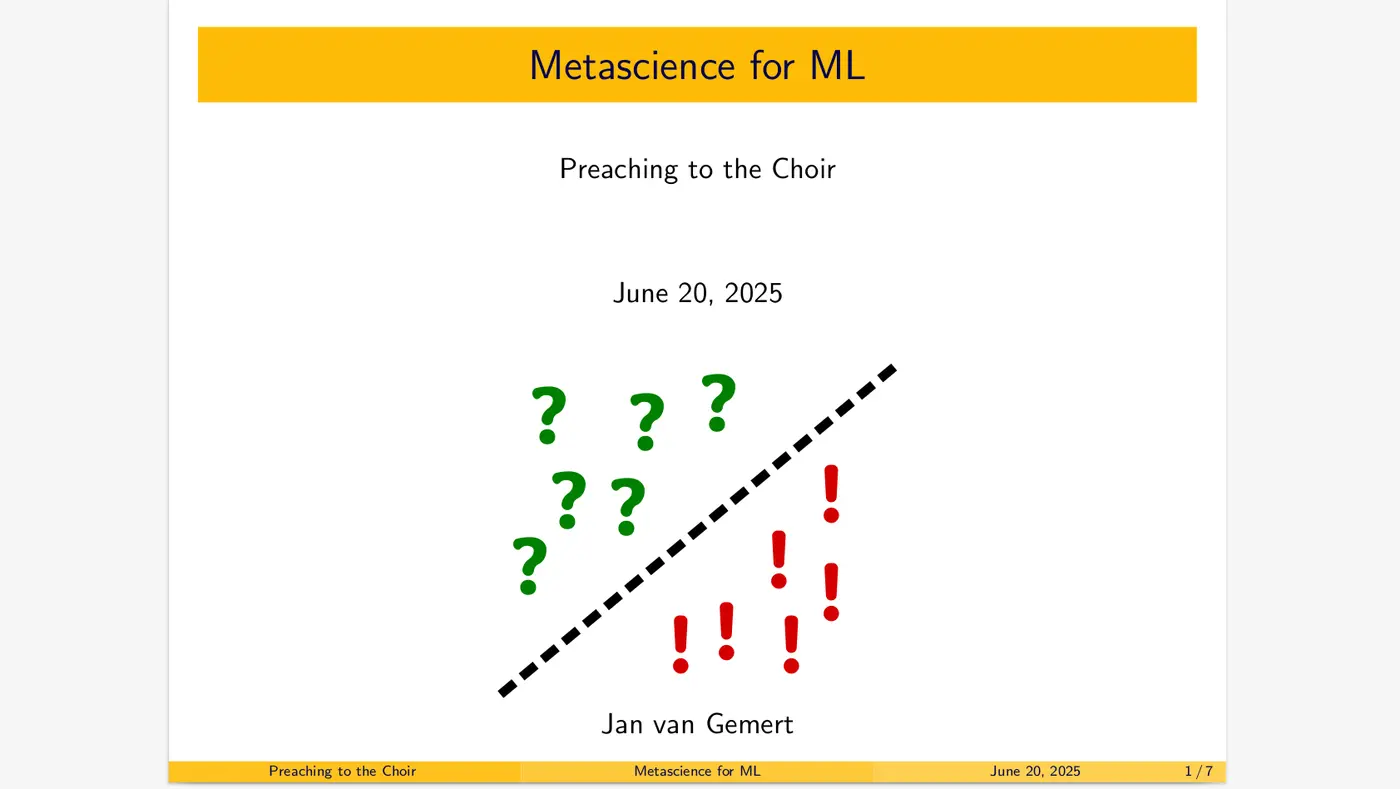 Metascience for ML
Preaching to the Choir
June 20, 2025
? ? ?
? ?
?
!
!
!
! ! !
Jan van Gemert
Preaching to the Choir Metascience for ML June 20, 2025 1 / 7